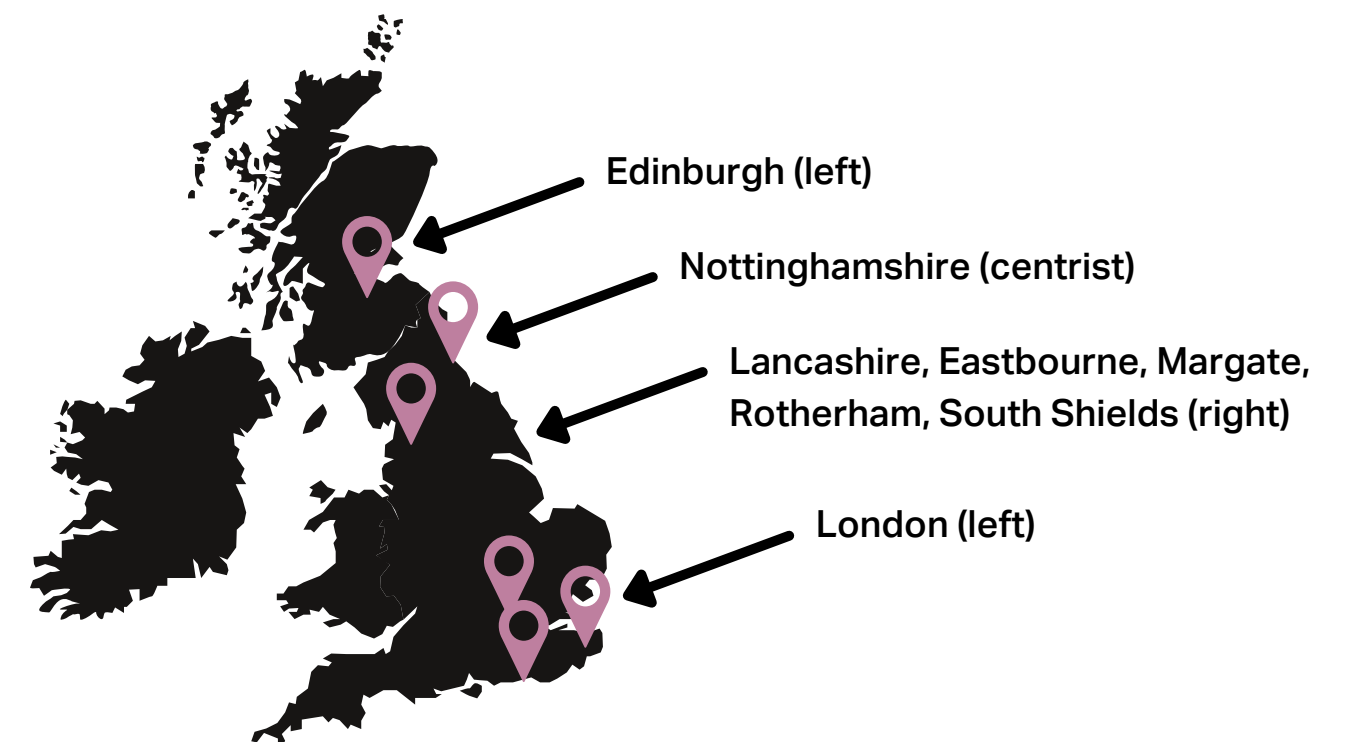 Edinburgh (left)
Nottinghamshire (centrist)
Lancashire, Eastbourne, Margate,
Rotherham, South Shields (right)
London (left)